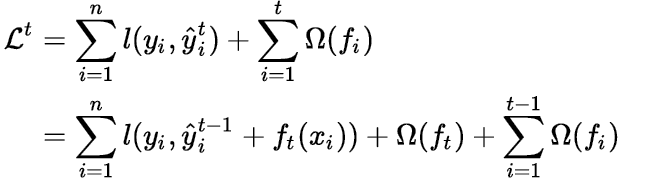 $\mathcal{L}^t = \sum_{i=1}^{n} l(y_i, \hat{y}_i^t) + \sum_{i=1}^{t} \Omega(f_i)$
$= \sum_{i=1}^{n} l(y_i, \hat{y}_i^{t-1} + f_t(x_i)) + \Omega(f_t) + \sum_{i=1}^{t-1} \Omega(f_i)$